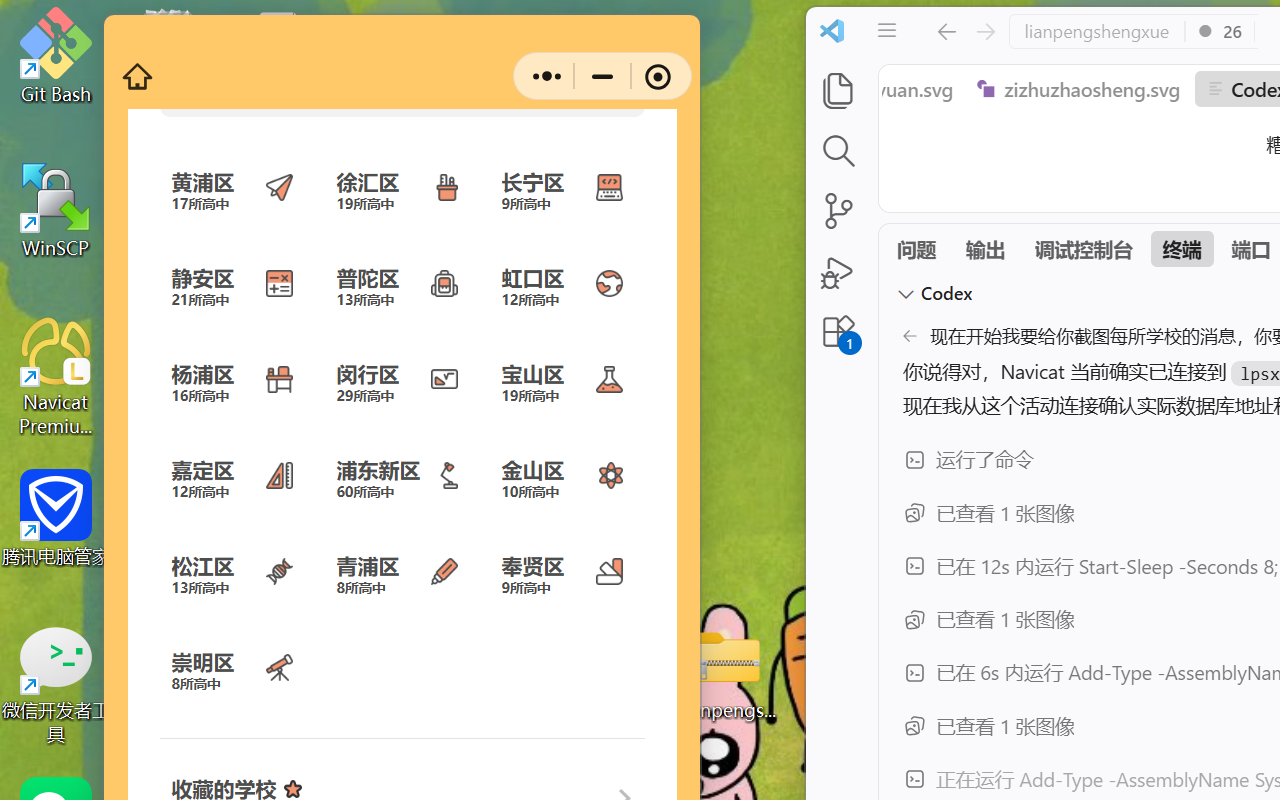 Git Bash
WinSCP
Navicat
Premiu...
腾讯电脑管家
微信开发者工
具
黄浦区
17所高中
徐汇区
19所高中
长宁区
9所高中
静安区
21所高中
普陀区
13所高中
虹口区
12所高中
杨浦区
16所高中
闵行区
29所高中
宝山区
19所高中
嘉定区
12所高中
浦东新区
60所高中
金山区
10所高中
松江区
13所高中
青浦区
8所高中
奉贤区
9所高中
崇明区
8所高中
收藏的学校
npengs...
lianpengshengxue
26
yuan.svg
zizhuzhaosheng.svg
Codex
糟
问题
输出
调试控制台
终端
端口
1
Codex
现在开始我要给你截图每所学校的消息，你要
你说得对，Navicat 当前确实已连接到 lpsx
现在我从这个活动连接确认实际数据库地址和
运行了命令
已查看 1 张图像
已在 12s 内运行 Start-Sleep -Seconds 8;
已查看 1 张图像
已在 6s 内运行 Add-Type -AssemblyNam
已查看 1 张图像
正在运行 Add-Type -AssemblyName Sys